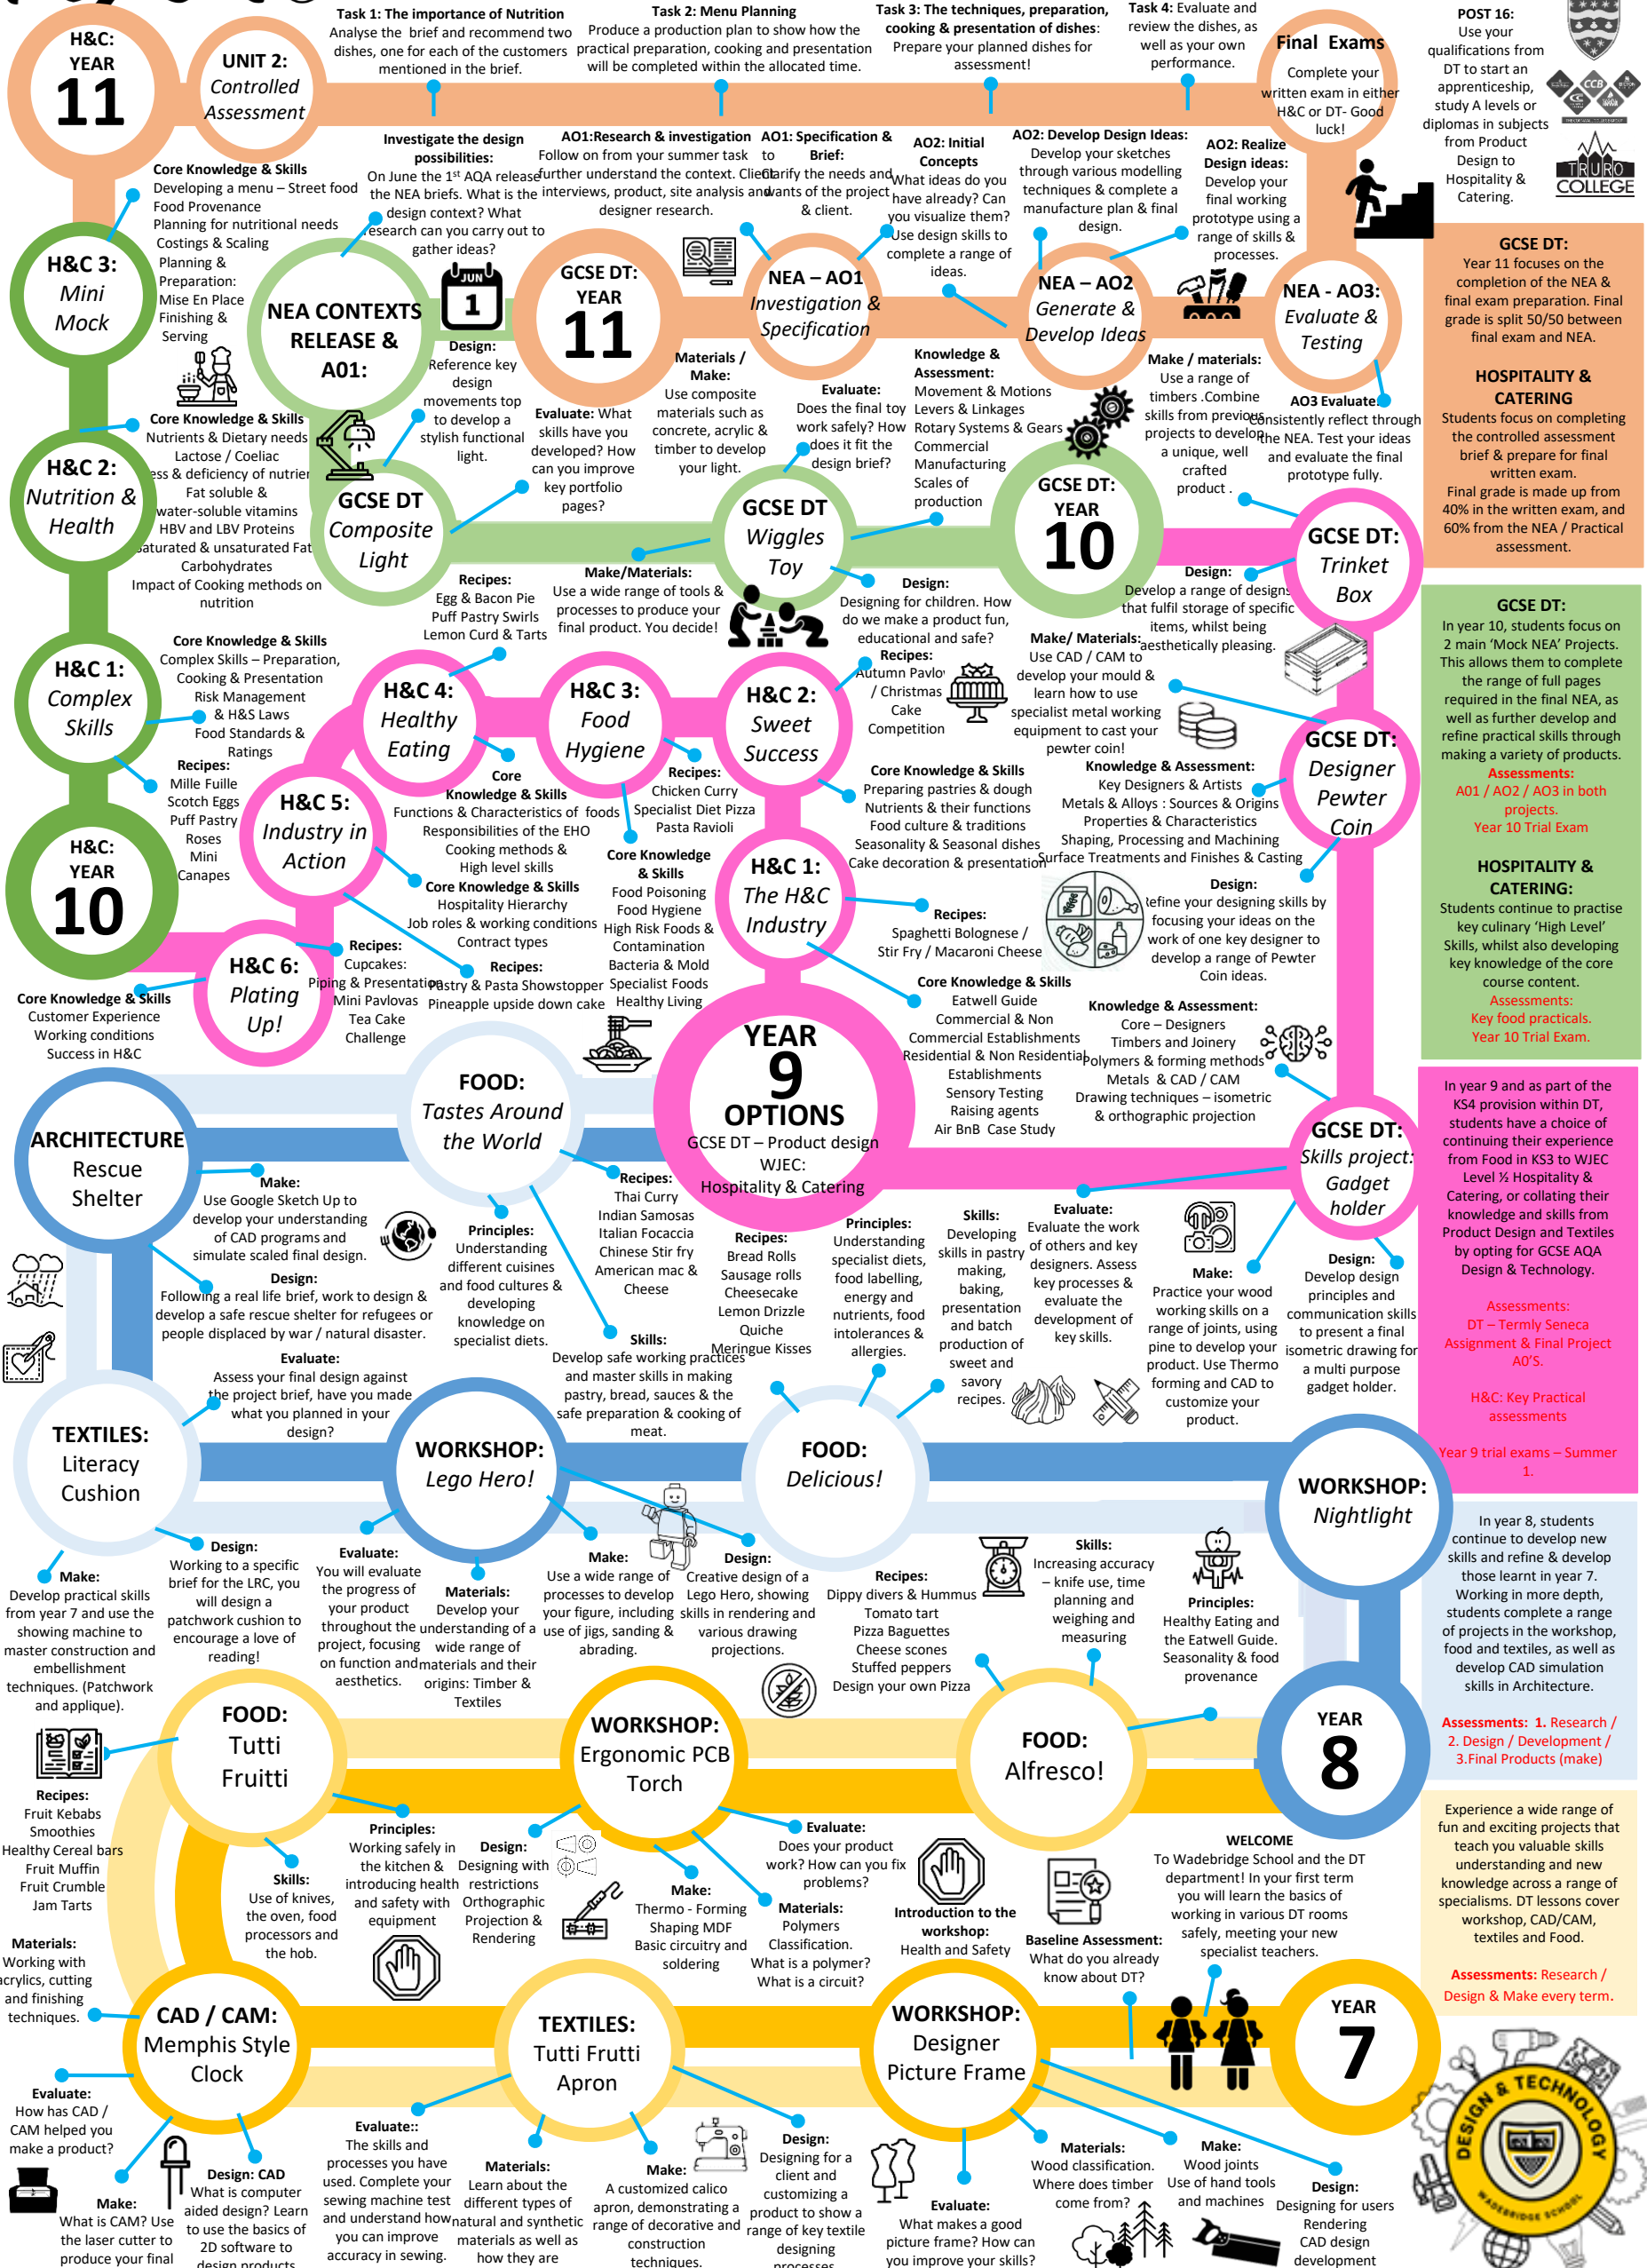 H&C:
YEAR
11
UNIT 2:
Controlled
Assessment
Task 1: The importance of Nutrition
Analyse the brief and recommend two
dishes, one for each of the customers
mentioned in the brief.
Task 2: Menu Planning
Produce a production plan to show how the
practical preparation, cooking and presentation
will be completed within the allocated time.
Task 3: The techniques, preparation,
cooking & presentation of dishes:
Prepare your planned dishes for
assessment!
Task 4: Evaluate and
review the dishes, as
well as your own
performance.
Final Exams
Complete your
written exam in either
H&C or DT- Good
luck!
POST 16:
Use your
qualifications from
DT to start an
apprenticeship,
study A levels or
diplomas in subjects
from Product
Design to
Hospitality &
Catering.
CCB
TRURO
COLLEGE
Core Knowledge & Skills
Developing a menu – Street food
Food Provenance
Planning for nutritional needs
Costings & Scaling
Planning &
Preparation:
Mise En Place
Finishing &
Serving
Investigate the design
possibilities:
On June the 1st AQA release
the NEA briefs. What is the
design context? What
research can you carry out to
gather ideas?
AO1:Research & investigation
Follow on from your summer task to
further understand the context. Client
interviews, product, site analysis and
designer research.
AO1: Specification &
Brief:
Clarify the needs and
wants of the project
& client.
AO2: Initial
Concepts
What ideas do you
have already? Can
you visualize them?
Use design skills to
complete a range of
ideas.
AO2: Develop Design Ideas:
Develop your sketches
through various modelling
techniques & complete a
manufacture plan & final
design.
AO2: Realize
Design ideas:
Develop your
final working
prototype using a
range of skills &
processes.
H&C 3:
Mini
Mock
NEA CONTEXTS
RELEASE &
A01:
JUN
1
GCSE DT:
YEAR
11
NEA – AO1
Investigation &
Specification
NEA – AO2
Generate &
Develop Ideas
NEA - AO3:
Evaluate &
Testing
GCSE DT:
Year 11 focuses on the
completion of the NEA &
final exam preparation. Final
grade is split 50/50 between
final exam and NEA.
HOSPITALITY &
CATERING
Students focus on completing
the controlled assessment
brief & prepare for final
written exam.
Final grade is made up from
40% in the written exam, and
60% from the NEA / Practical
assessment.
Design:
Reference key
design
movements top
to develop a
stylish functional
light.
Evaluate: What
skills have you
developed? How
can you improve
key portfolio
pages?
Materials /
Make:
Use composite
materials such as
concrete, acrylic &
timber to develop
your light.
Evaluate:
Does the final toy
work safely? How
does it fit the
design brief?
Knowledge &
Assessment:
Movement & Motions
Levers & Linkages
Rotary Systems & Gears
Commercial
Manufacturing
Scales of
production
Make / materials:
Use a range of
timbers .Combine
skills from previous
projects to develop
a unique, well
crafted
product .
AO3 Evaluate:
Consistently reflect through
the NEA. Test your ideas
and evaluate the final
prototype fully.
H&C 2:
Nutrition &
Health
Core Knowledge & Skills
Nutrients & Dietary needs
Lactose / Coeliac
& deficiency of
Fat soluble &
water-soluble vitamins
HBV and LBV Proteins
Saturated & unsaturated Fat
Carbohydrates
Impact of Cooking methods on
nutrition
GCSE DT
Composite
Light
GCSE DT
Wiggles
Toy
GCSE DT:
YEAR
10
GCSE DT:
Trinket
Box
Recipes:
Egg & Bacon Pie
Puff Pastry Swirls
Lemon Curd & Tarts
Make/Materials:
Use a wide range of tools &
processes to produce your
final product. You decide!
Design:
Designing for children. How
do we make a product fun,
educational and safe?
Design:
Develop a range of designs
that fulfil storage of specific
items, whilst being
aesthetically pleasing.
GCSE DT:
In year 10, students focus on
2 main ‘Mock NEA’ Projects.
This allows them to complete
the range of full pages
required in the final NEA, as
well as further develop and
refine practical skills through
making a variety of products.
Assessments:
A01 / AO2 / AO3 in both
projects.
Year 10 Trial Exam
HOSPITALITY &
CATERING:
Students continue to practise
key culinary ‘High Level’
Skills, whilst also developing
key knowledge of the core
course content.
Assessments:
Key food practicals.
Year 10 Trial Exam.
H&C 1:
Complex
Skills
Core Knowledge & Skills
Complex Skills – Preparation,
Cooking & Presentation
Risk Management
& H&S Laws
Food Standards &
Ratings
Recipes:
Mille Fuille
Scotch Eggs
Puff Pastry
Roses
Mini
Canapes
H&C 4:
Healthy
Eating
H&C 3:
Food
Hygiene
H&C 2:
Sweet
Success
Recipes:
Autumn
/ Christmas
Cake
Competition
Make/ Materials:
Use CAD / CAM to
develop your mould &
learn how to use
specialist metal working
equipment to cast your
pewter coin!
GCSE DT:
Designer
Pewter
Coin
H&C 5:
Industry in
Action
Core
Knowledge & Skills
Functions & Characteristics of foods
Responsibilities of the EHO
Cooking methods &
High level skills
Recipes:
Chicken Curry
Specialist Diet Pizza
Pasta Ravioli
Core Knowledge & Skills
Preparing pastries & dough
Nutrients & their functions
Food culture & traditions
Seasonality & Seasonal dishes
Cake decoration & presentation
Knowledge & Assessment:
Key Designers & Artists
Metals & Alloys : Sources & Origins
Properties & Characteristics
Shaping, Processing and Machining
Surface Treatments and Finishes & Casting
H&C:
YEAR
10
Core Knowledge & Skills
Hospitality Hierarchy
Job roles & working conditions
Contract types
Core Knowledge
& Skills
Food Poisoning
Food Hygiene
High Risk Foods &
Contamination
Bacteria & Mold
Specialist Foods
Healthy Living
H&C 1:
The H&C
Industry
Recipes:
Spaghetti Bolognese /
Stir Fry / Macaroni Cheese
Design:
Refine your designing skills by
focusing your ideas on the
work of one key designer to
develop a range of Pewter
Coin ideas.
H&C 6:
Plating
Up!
Recipes:
Cupcakes:
Piping & Presentation
Mini Pavlovas
Tea Cake
Challenge
Recipes:
Pastry & Pasta Showstopper
Pineapple upside down cake
Core Knowledge & Skills
Customer Experience
Working conditions
Success in H&C
Core Knowledge & Skills
Eatwell Guide
Commercial & Non
Commercial Establishments
Residential & Non Residential
Establishments
Sensory Testing
Raising agents
Air BnB Case Study
Knowledge & Assessment:
Core – Designers
Timbers and Joinery
Polymers & forming methods
Metals & CAD / CAM
Drawing techniques – isometric
& orthographic projection
YEAR
9
OPTIONS
GCSE DT – Product design
WJEC:
Hospitality & Catering
FOOD:
Tastes Around
the World
ARCHITECTURE
Rescue
Shelter
GCSE DT:
Skills project:
Gadget
holder
In year 9 and as part of the
KS4 provision within DT,
students have a choice of
continuing their experience
from Food in KS3 to WJEC
Level ½ Hospitality &
Catering, or collating their
knowledge and skills from
Product Design and Textiles
by opting for GCSE AQA
Design & Technology.
Assessments:
DT – Termly Seneca
Assignment & Final Project
A0’S.
H&C: Key Practical
assessments
Year 9 trial exams – Summer
1.
Make:
Use Google Sketch Up to
develop your understanding
of CAD programs and
simulate scaled final design.
Design:
Following a real life brief, work to design &
develop a safe rescue shelter for refugees or
people displaced by war / natural disaster.
Principles:
Understanding
different cuisines
and food cultures &
developing
knowledge on
specialist diets.
Recipes:
Thai Curry
Indian Samosas
Italian Focaccia
Chinese Stir fry
American mac &
Cheese
Skills:
Develop safe working practices
and master skills in making
pastry, bread, sauces & the
safe preparation & cooking of
meat.
Recipes:
Bread Rolls
Sausage rolls
Cheesecake
Lemon Drizzle
Quiche
Meringue Kisses
Principles:
Understanding
specialist diets,
food labelling,
energy and
nutrients, food
intolerances &
allergies.
Skills:
Developing
skills in pastry
making,
baking,
presentation
and batch
production of
sweet and
savory
recipes.
Evaluate:
Evaluate the work
of others and key
designers. Assess
key processes &
evaluate the
development of
key skills.
Make:
Practice your wood
working skills on a
range of joints, using
pine to develop your
product. Use Thermo
forming and CAD to
customize your
product.
Design:
Develop design
principles and
communication skills
to present a final
isometric drawing for
a multi purpose
gadget holder.
Evaluate:
Assess your final design against
the project brief, have you made
what you planned in your
design?
TEXTILES:
Literacy
Cushion
WORKSHOP:
Lego Hero!
FOOD:
Delicious!
WORKSHOP:
Nightlight
Make:
Develop practical skills
from year 7 and use the
showing machine to
master construction and
embellishment
techniques. (Patchwork
and applique).
Design:
Working to a specific
brief for the LRC, you
will design a
patchwork cushion to
encourage a love of
reading!
Evaluate:
You will evaluate
the progress of
your product
throughout the
project, focusing
on function and
aesthetics.
Materials:
Develop your
understanding of a
wide range of
materials and their
origins: Timber &
Textiles
Make:
Use a wide range of
processes to develop
your figure, including
use of jigs, sanding &
abrading.
Design:
Creative design of a
Lego Hero, showing
skills in rendering and
various drawing
projections.
Recipes:
Dippy divers & Hummus
Tomato tart
Pizza Baguettes
Cheese scones
Stuffed peppers
Design your own Pizza
Skills:
Increasing accuracy
– knife use, time
planning and
weighing and
measuring
Principles:
Healthy Eating and
the Eatwell Guide.
Seasonality & food
provenance
In year 8, students
continue to develop new
skills and refine & develop
those learnt in year 7.
Working in more depth,
students complete a range
of projects in the workshop,
food and textiles, as well as
develop CAD simulation
skills in Architecture.
Assessments: 1. Research /
2. Design / Development /
3.Final Products (make)
FOOD:
Tutti
Fruitti
WORKSHOP:
Ergonomic PCB
Torch
FOOD:
Alfresco!
YEAR
8
Recipes:
Fruit Kebabs
Smoothies
Healthy Cereal bars
Fruit Muffin
Fruit Crumble
Jam Tarts
Skills:
Use of knives,
the oven, food
processors and
the hob.
Principles:
Working safely in
the kitchen &
introducing health
and safety with
equipment
Design:
Designing with
restrictions
Orthographic
Projection &
Rendering
Make:
Thermo - Forming
Shaping MDF
Basic circuitry and
soldering
Evaluate:
Does your product
work? How can you fix
problems?
Materials:
Polymers
Classification.
What is a polymer?
What is a circuit?
Introduction to the
workshop:
Health and Safety
Baseline Assessment:
What do you already
know about DT?
WELCOME
To Wadebridge School and the DT
department! In your first term
you will learn the basics of
working in various DT rooms
safely, meeting your new
specialist teachers.
Experience a wide range of
fun and exciting projects that
teach you valuable skills
understanding and new
knowledge across a range of
specialisms. DT lessons cover
workshop, CAD/CAM,
textiles and Food.
Assessments: Research /
Design & Make every term.
Materials:
Working with
acrylics, cutting
and finishing
techniques.
CAD / CAM:
Memphis Style
Clock
TEXTILES:
Tutti Frutti
Apron
WORKSHOP:
Designer
Picture Frame
YEAR
7
Evaluate:
How has CAD /
CAM helped you
make a product?
Make:
What is CAM? Use
the laser cutter to
produce your final
Design: CAD
What is computer
aided design? Learn
to use the basics of
2D software to
design products
Evaluate::
The skills and
processes you have
used. Complete your
sewing machine test
and understand how
you can improve
accuracy in sewing.
Materials:
Learn about the
different types of
natural and synthetic
materials as well as
how they are
Make:
A customized calico
apron, demonstrating a
range of decorative and
construction
techniques.
Design:
Designing for a
client and
customizing a
product to show a
range of key textile
designing
processes
Evaluate:
What makes a good
picture frame? How can
you improve your skills?
Materials:
Wood classification.
Where does timber
come from?
Make:
Wood joints
Use of hand tools
and machines
Design:
Designing for users
Rendering
CAD design
development
DESIGN & TECHNOLOGY
WADEBRIDGE SCHOOL